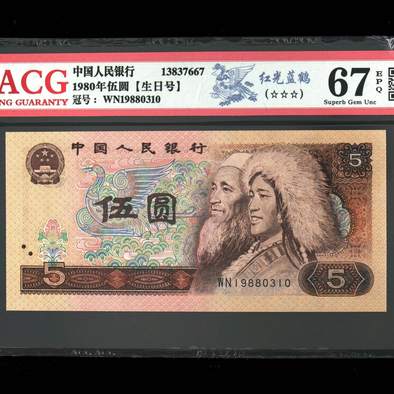 ACG
NG GUARANTY
中国人民银行 13837667
1980年伍圆【生日号】
冠号：WN19880310
红光蓝鹤
(☆☆☆)
67 EPQ
Superb Gem Unc
中国人民银行
5
伍圆
WN19880310
5
5